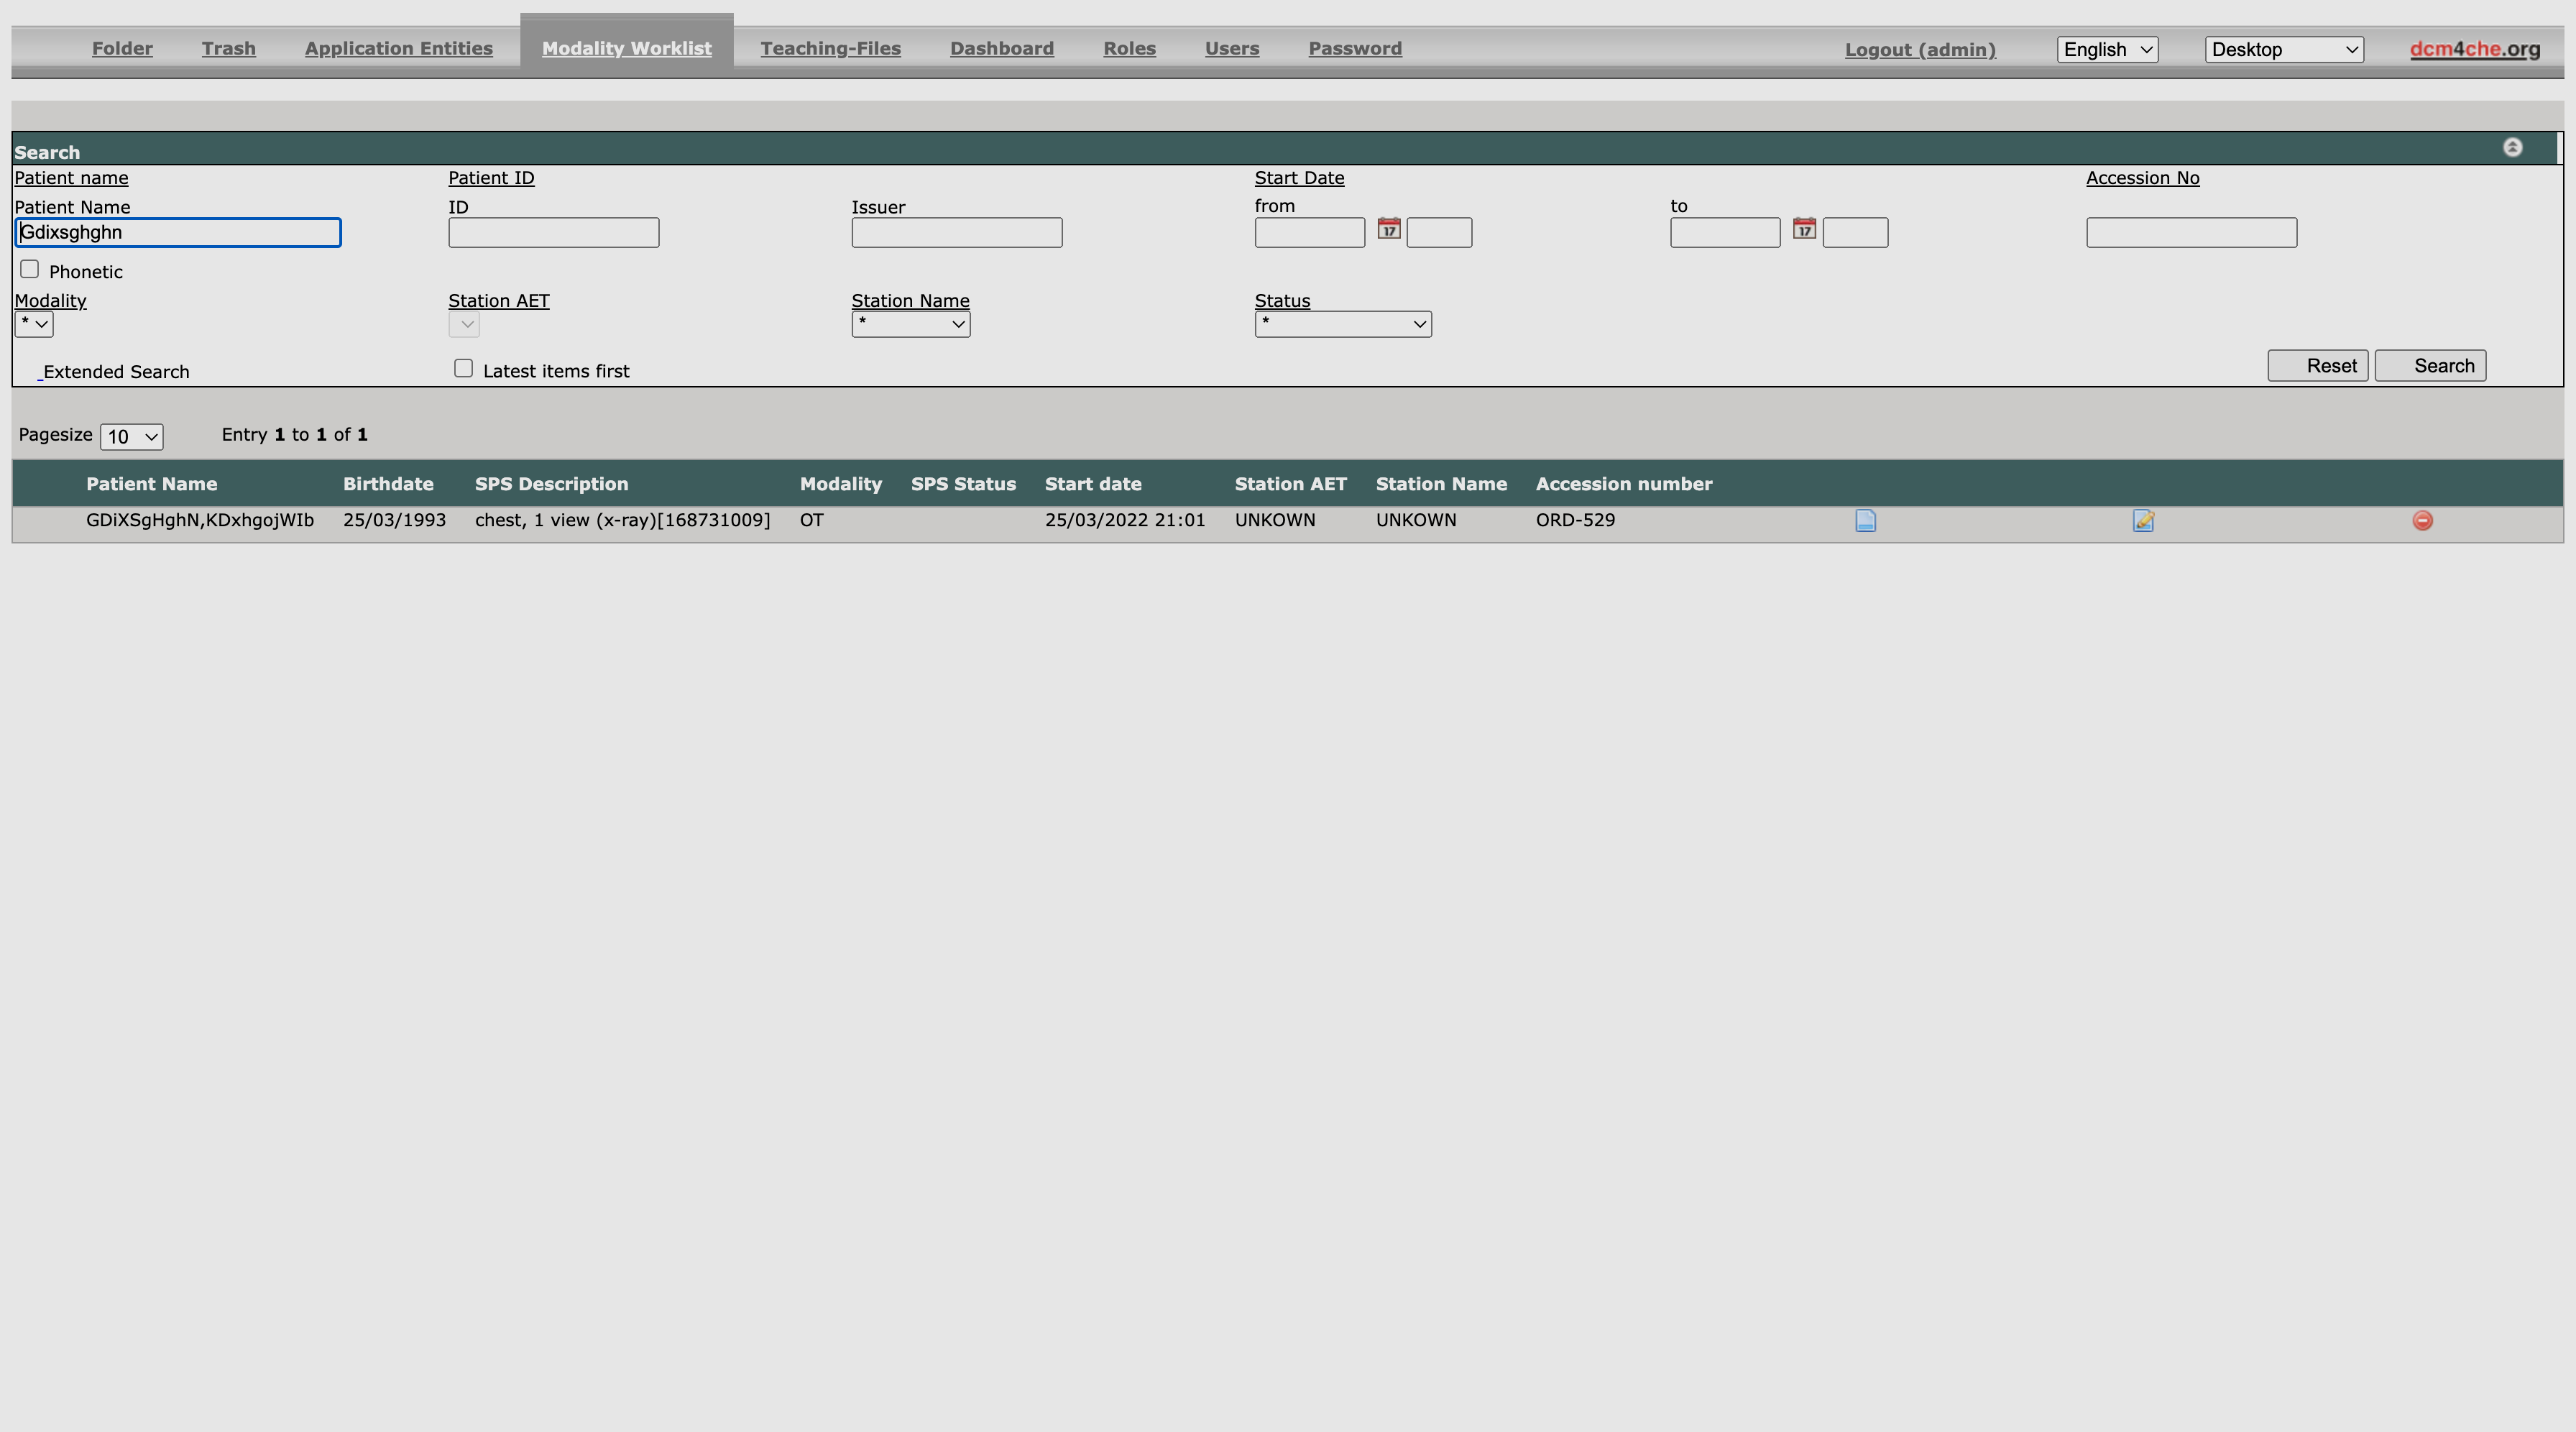 Folder Trash Application Entities Modality Worklist Teaching-Files Dashboard Roles Users Password Logout (admin) English Desktop dcm4che.org
Search
Patient name Patient ID Start Date Accession No
Patient Name ID Issuer from to
Gdixsghghn 17 17
Phonetic
Modality Station AET Station Name Status
* * *
Extended Search Latest items first Reset Search
Pagesize 10 Entry 1 to 1 of 1
Patient Name Birthdate SPS Description Modality SPS Status Start date Station AET Station Name Accession number
GDiXSgHghN,KDxhgojWIb 25/03/1993 chest, 1 view (x-ray)[168731009] OT 25/03/2022 21:01 UNKOWN UNKOWN ORD-529